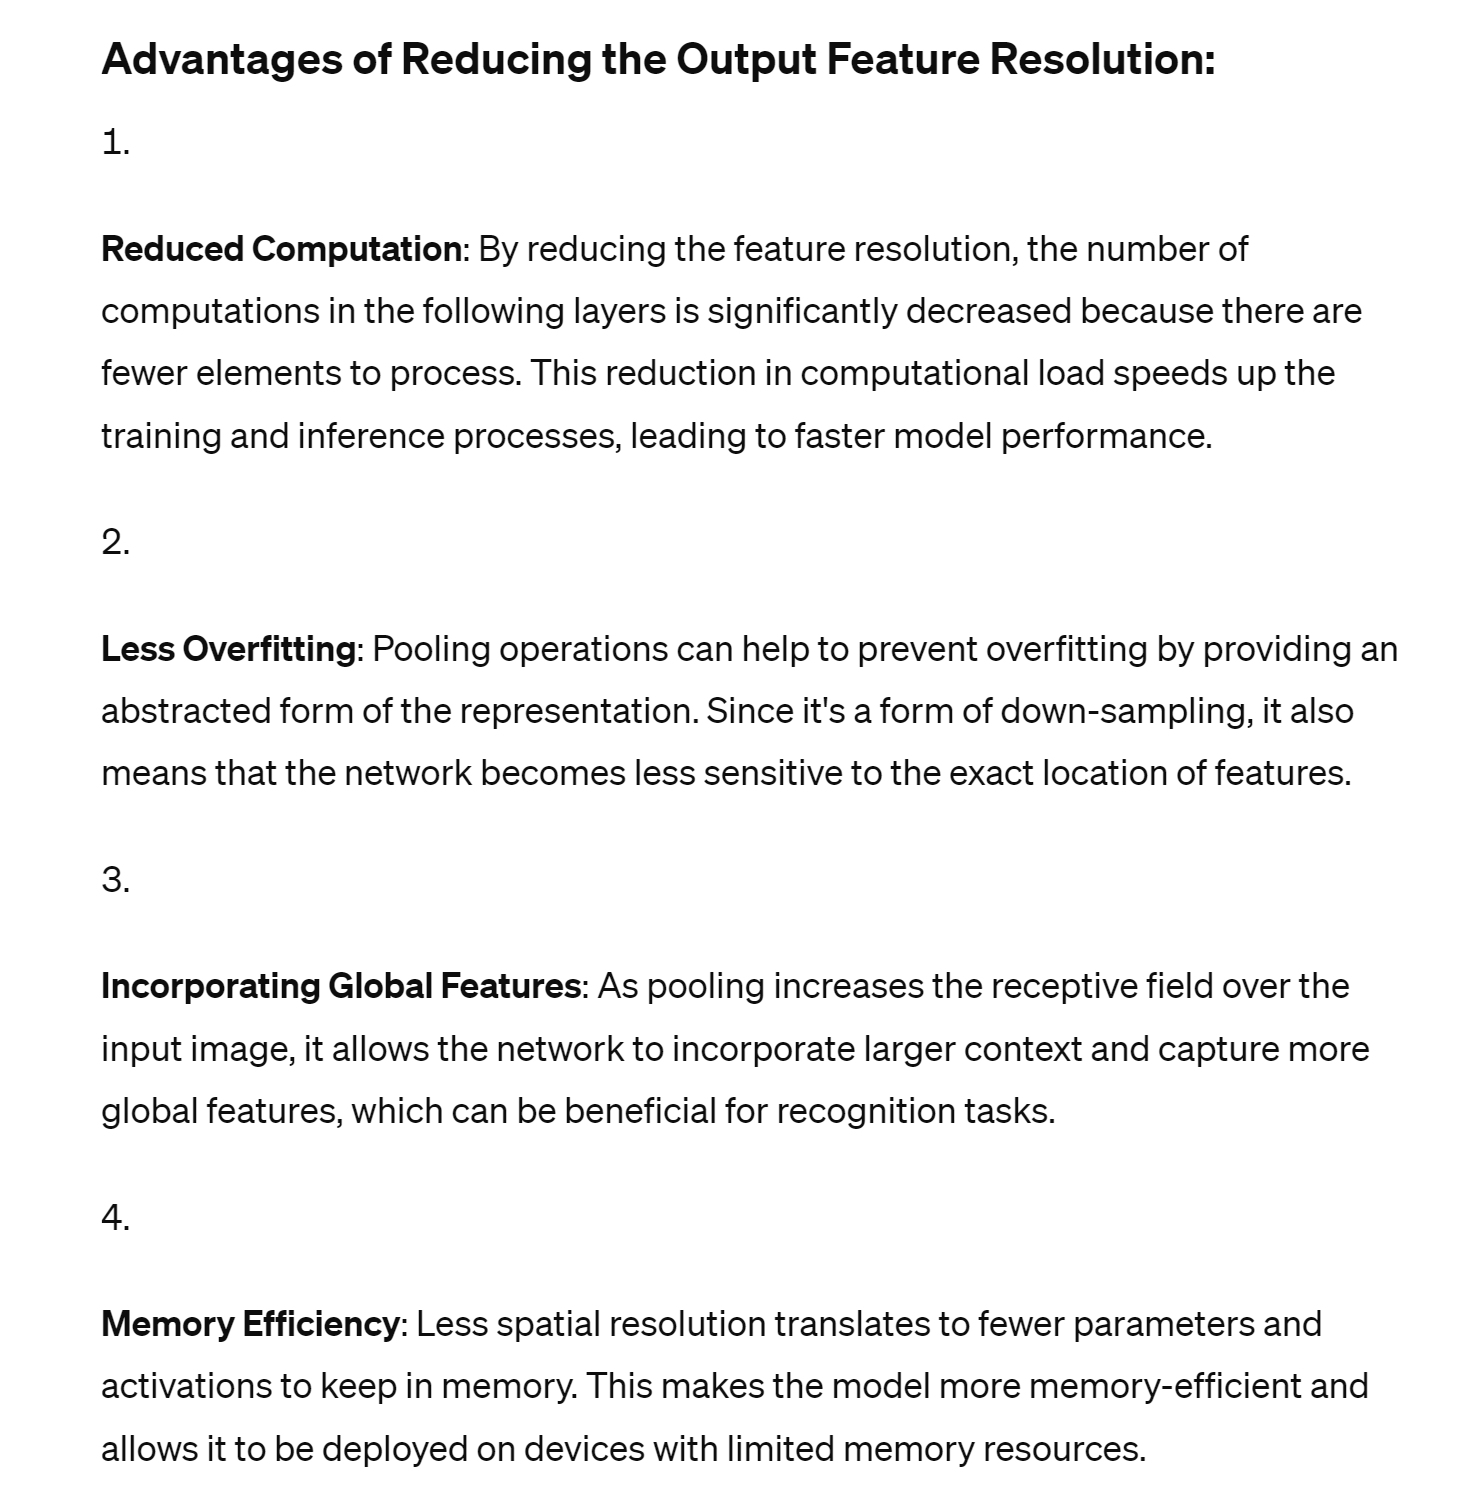 Advantages of Reducing the Output Feature Resolution:
1.
Reduced Computation: By reducing the feature resolution, the number of
computations in the following layers is significantly decreased because there are
fewer elements to process. This reduction in computational load speeds up the
training and inference processes, leading to faster model performance.
2.
Less Overfitting: Pooling operations can help to prevent overfitting by providing an
abstracted form of the representation. Since it's a form of down-sampling, it also
means that the network becomes less sensitive to the exact location of features.
3.
Incorporating Global Features: As pooling increases the receptive field over the
input image, it allows the network to incorporate larger context and capture more
global features, which can be beneficial for recognition tasks.
4.
Memory Efficiency: Less spatial resolution translates to fewer parameters and
activations to keep in memory. This makes the model more memory-efficient and
allows it to be deployed on devices with limited memory resources.